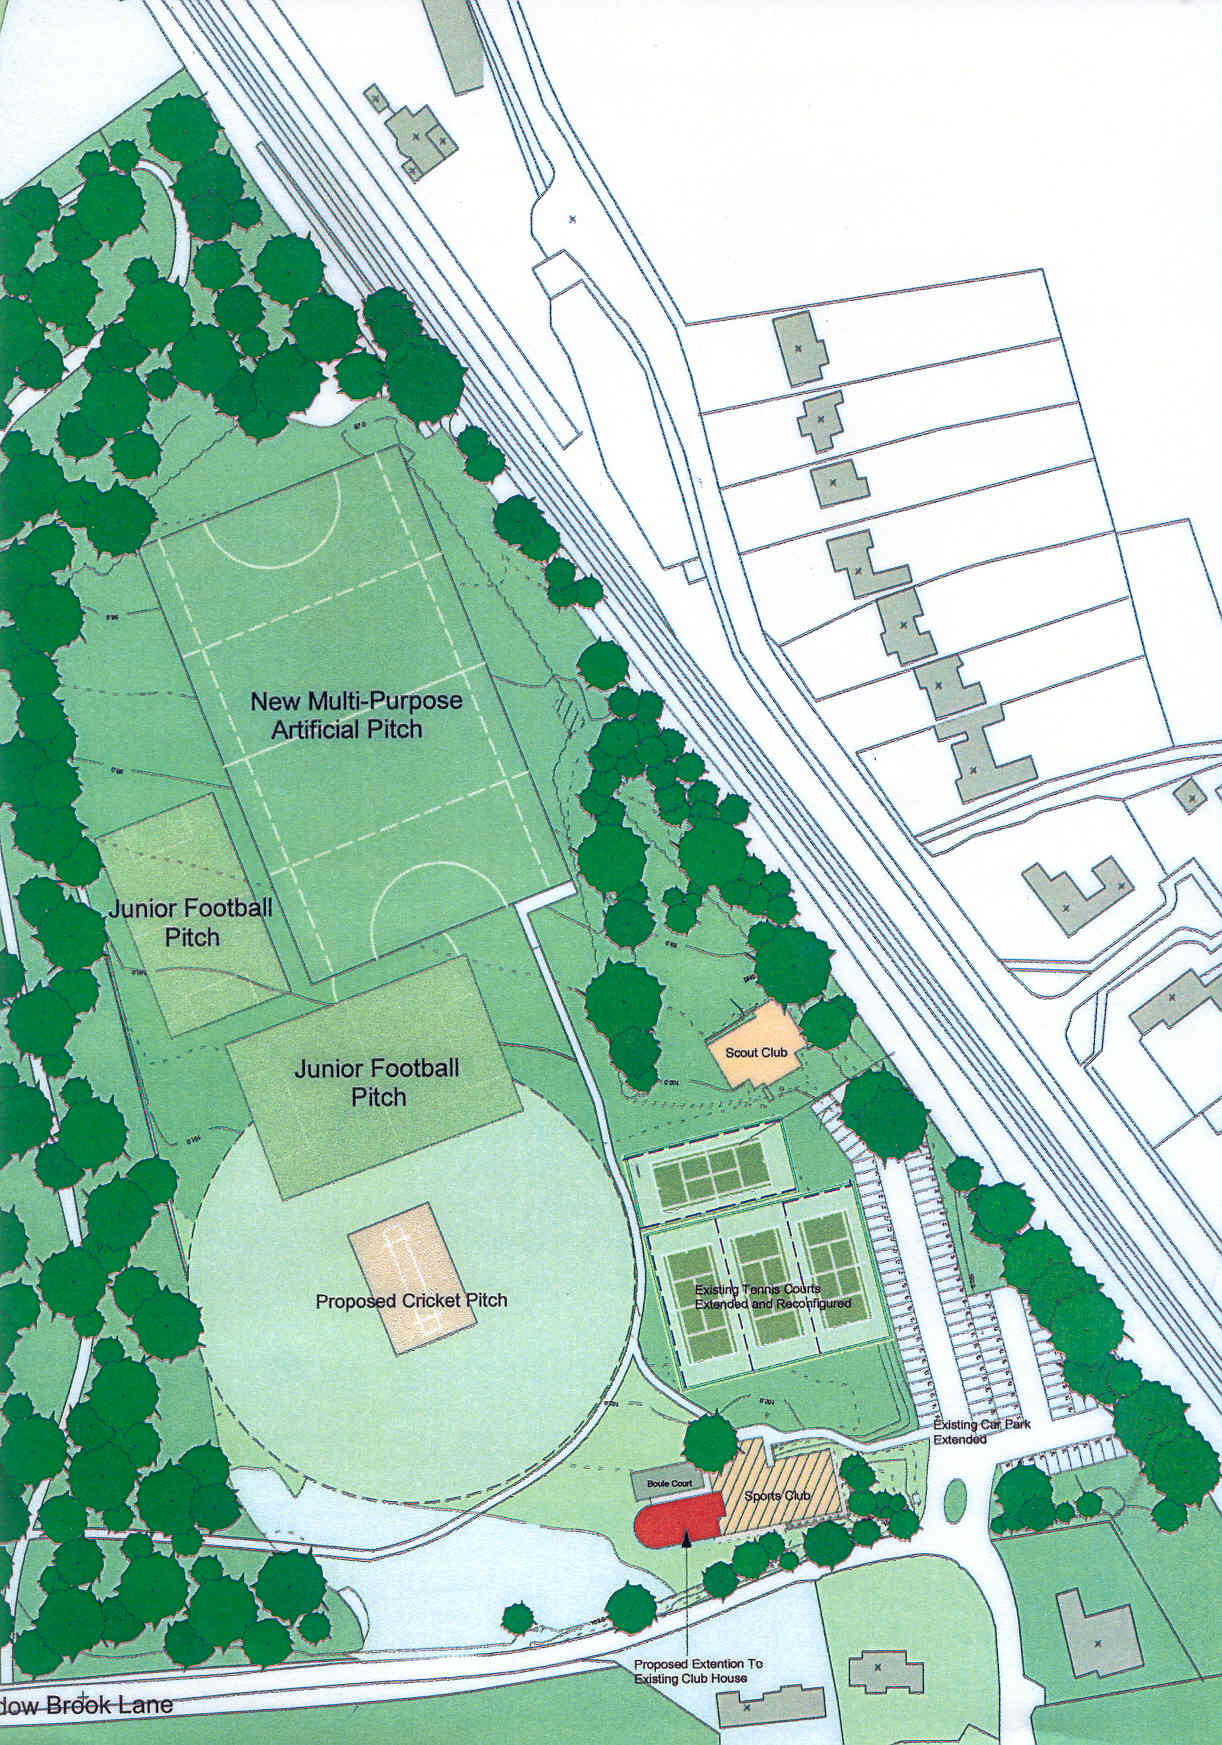 New Multi-Purpose
Artificial Pitch
Junior Football
Pitch
Junior Football
Pitch
Scout Club
Proposed Cricket Pitch
Existing Tennis Courts
Extended and Reconfigured
Existing Car Park
Extended
Boule Court
Sports Club
Proposed Extention To
Existing Club House
dow Brook Lane